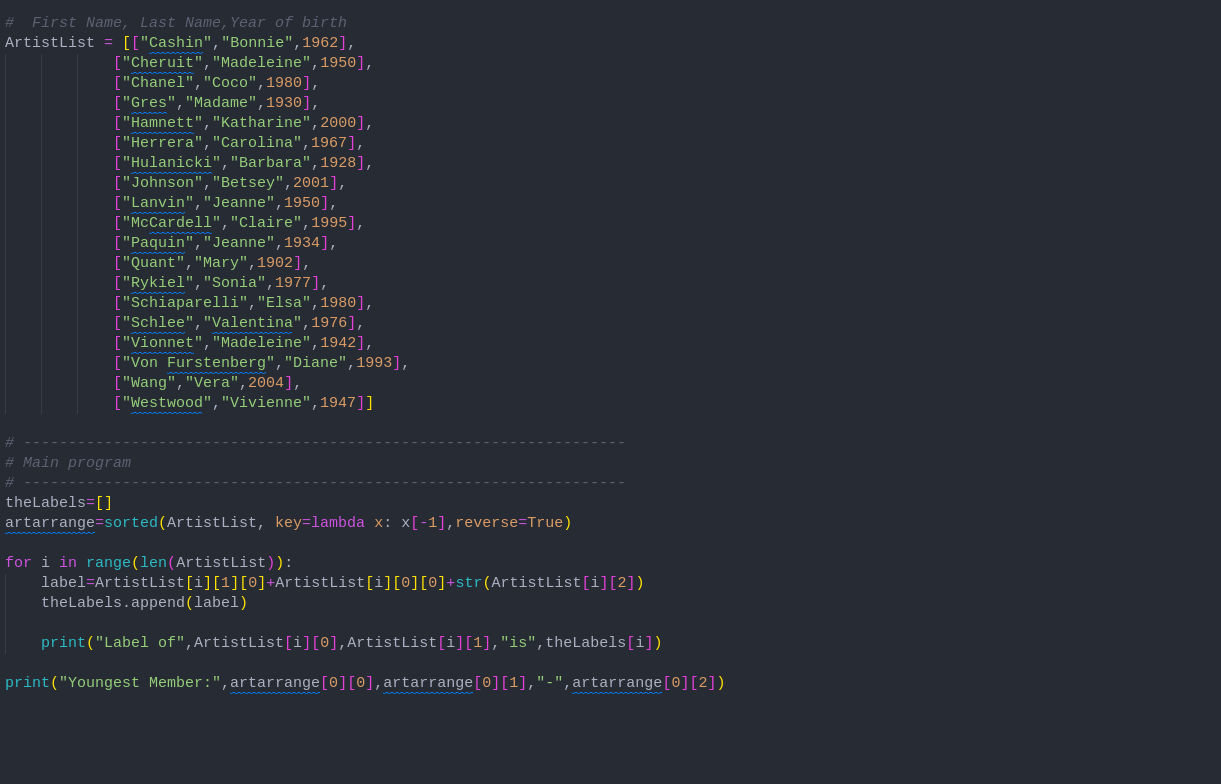 #  First Name, Last Name,Year of birth
ArtistList = [["Cashin","Bonnie",1962],
            ["Cheruit","Madeleine",1950],
            ["Chanel","Coco",1980],
            ["Gres","Madame",1930],
            ["Hamnett","Katharine",2000],
            ["Herrera","Carolina",1967],
            ["Hulanicki","Barbara",1928],
            ["Johnson","Betsey",2001],
            ["Lanvin","Jeanne",1950],
            ["McCardell","Claire",1995],
            ["Paquin","Jeanne",1934],
            ["Quant","Mary",1902],
            ["Rykiel","Sonia",1977],
            ["Schiaparelli","Elsa",1980],
            ["Schlee","Valentina",1976],
            ["Vionnet","Madeleine",1942],
            ["Von Furstenberg","Diane",1993],
            ["Wang","Vera",2004],
            ["Westwood","Vivienne",1947]]

# -------------------------------------------------------------------
# Main program
# -------------------------------------------------------------------
theLabels=[]
artarrange=sorted(ArtistList, key=lambda x: x[-1],reverse=True)

for i in range(len(ArtistList)):
    label=ArtistList[i][1][0]+ArtistList[i][0][0]+str(ArtistList[i][2])
    theLabels.append(label)

    print("Label of",ArtistList[i][0],ArtistList[i][1],"is",theLabels[i])

print("Youngest Member:",artarrange[0][0],artarrange[0][1],"-",artarrange[0][2])